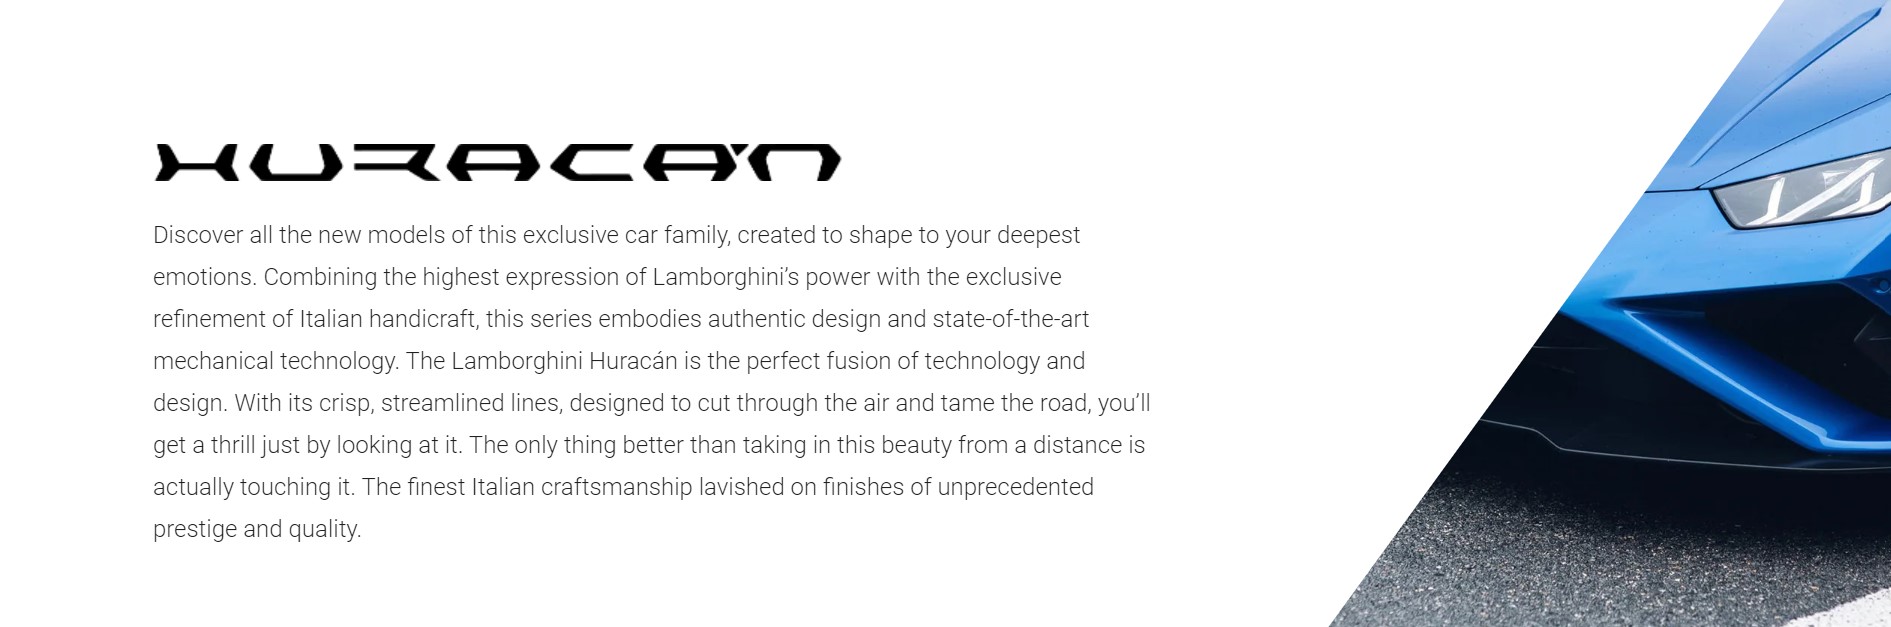 HURACÁN
Discover all the new models of this exclusive car family, created to shape to your deepest
emotions. Combining the highest expression of Lamborghini’s power with the exclusive
refinement of Italian handicraft, this series embodies authentic design and state-of-the-art
mechanical technology. The Lamborghini Huracán is the perfect fusion of technology and
design. With its crisp, streamlined lines, designed to cut through the air and tame the road, you’ll
get a thrill just by looking at it. The only thing better than taking in this beauty from a distance is
actually touching it. The finest Italian craftsmanship lavished on finishes of unprecedented
prestige and quality.